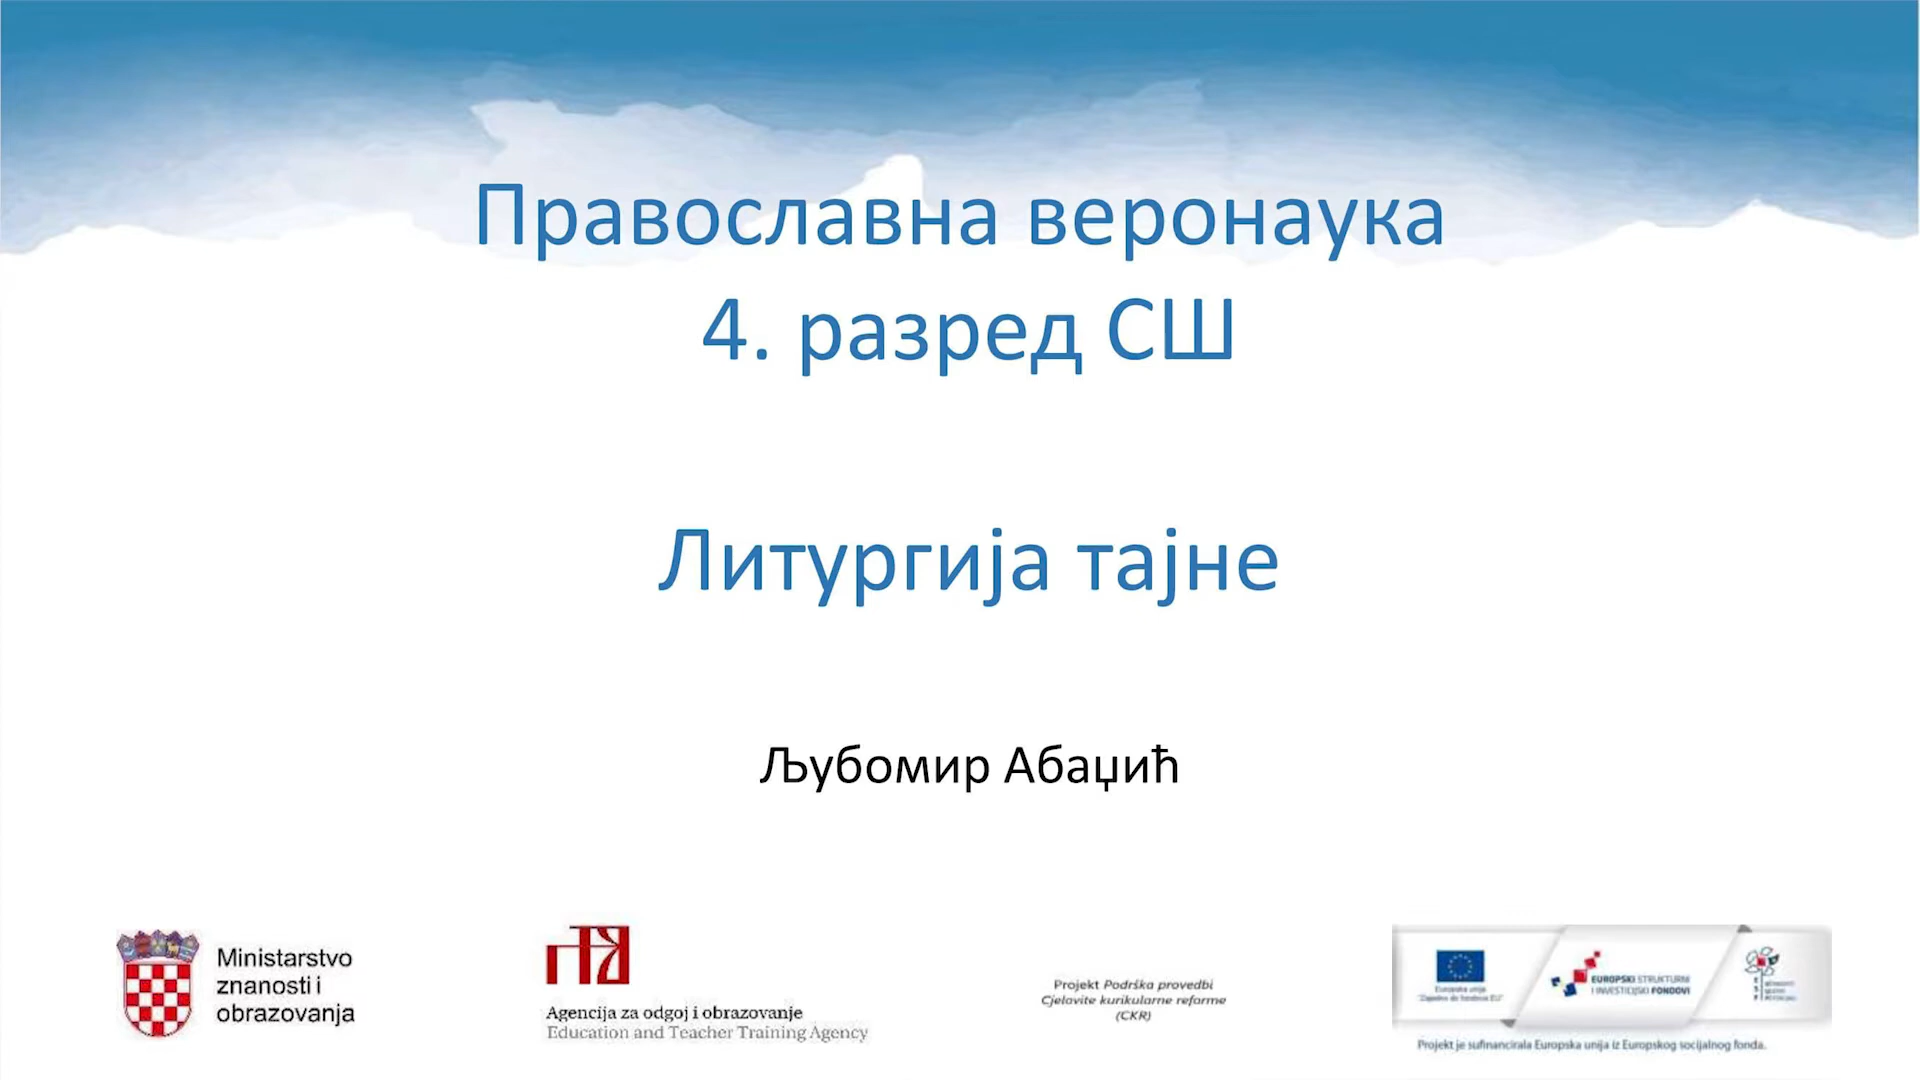 Православна веронаука
4. разред СШ
Литургија тајне
Љубомир Абаџић
Ministarstvo
znanosti i
obrazovanja
Agencija za odgoj i obrazovanje
Education and Teacher Training Agency
Projekt Podrška provedbi
Cjelovite kurikularne reforme
(CKR)
Europska unija
"Zajedno do fondova EU"
EUROPSKI STRUKTURNI
I INVESTICIJSKI FONDOVI
Projekt je sufinancirala Europska unija iz Europskog socijalnog fonda.